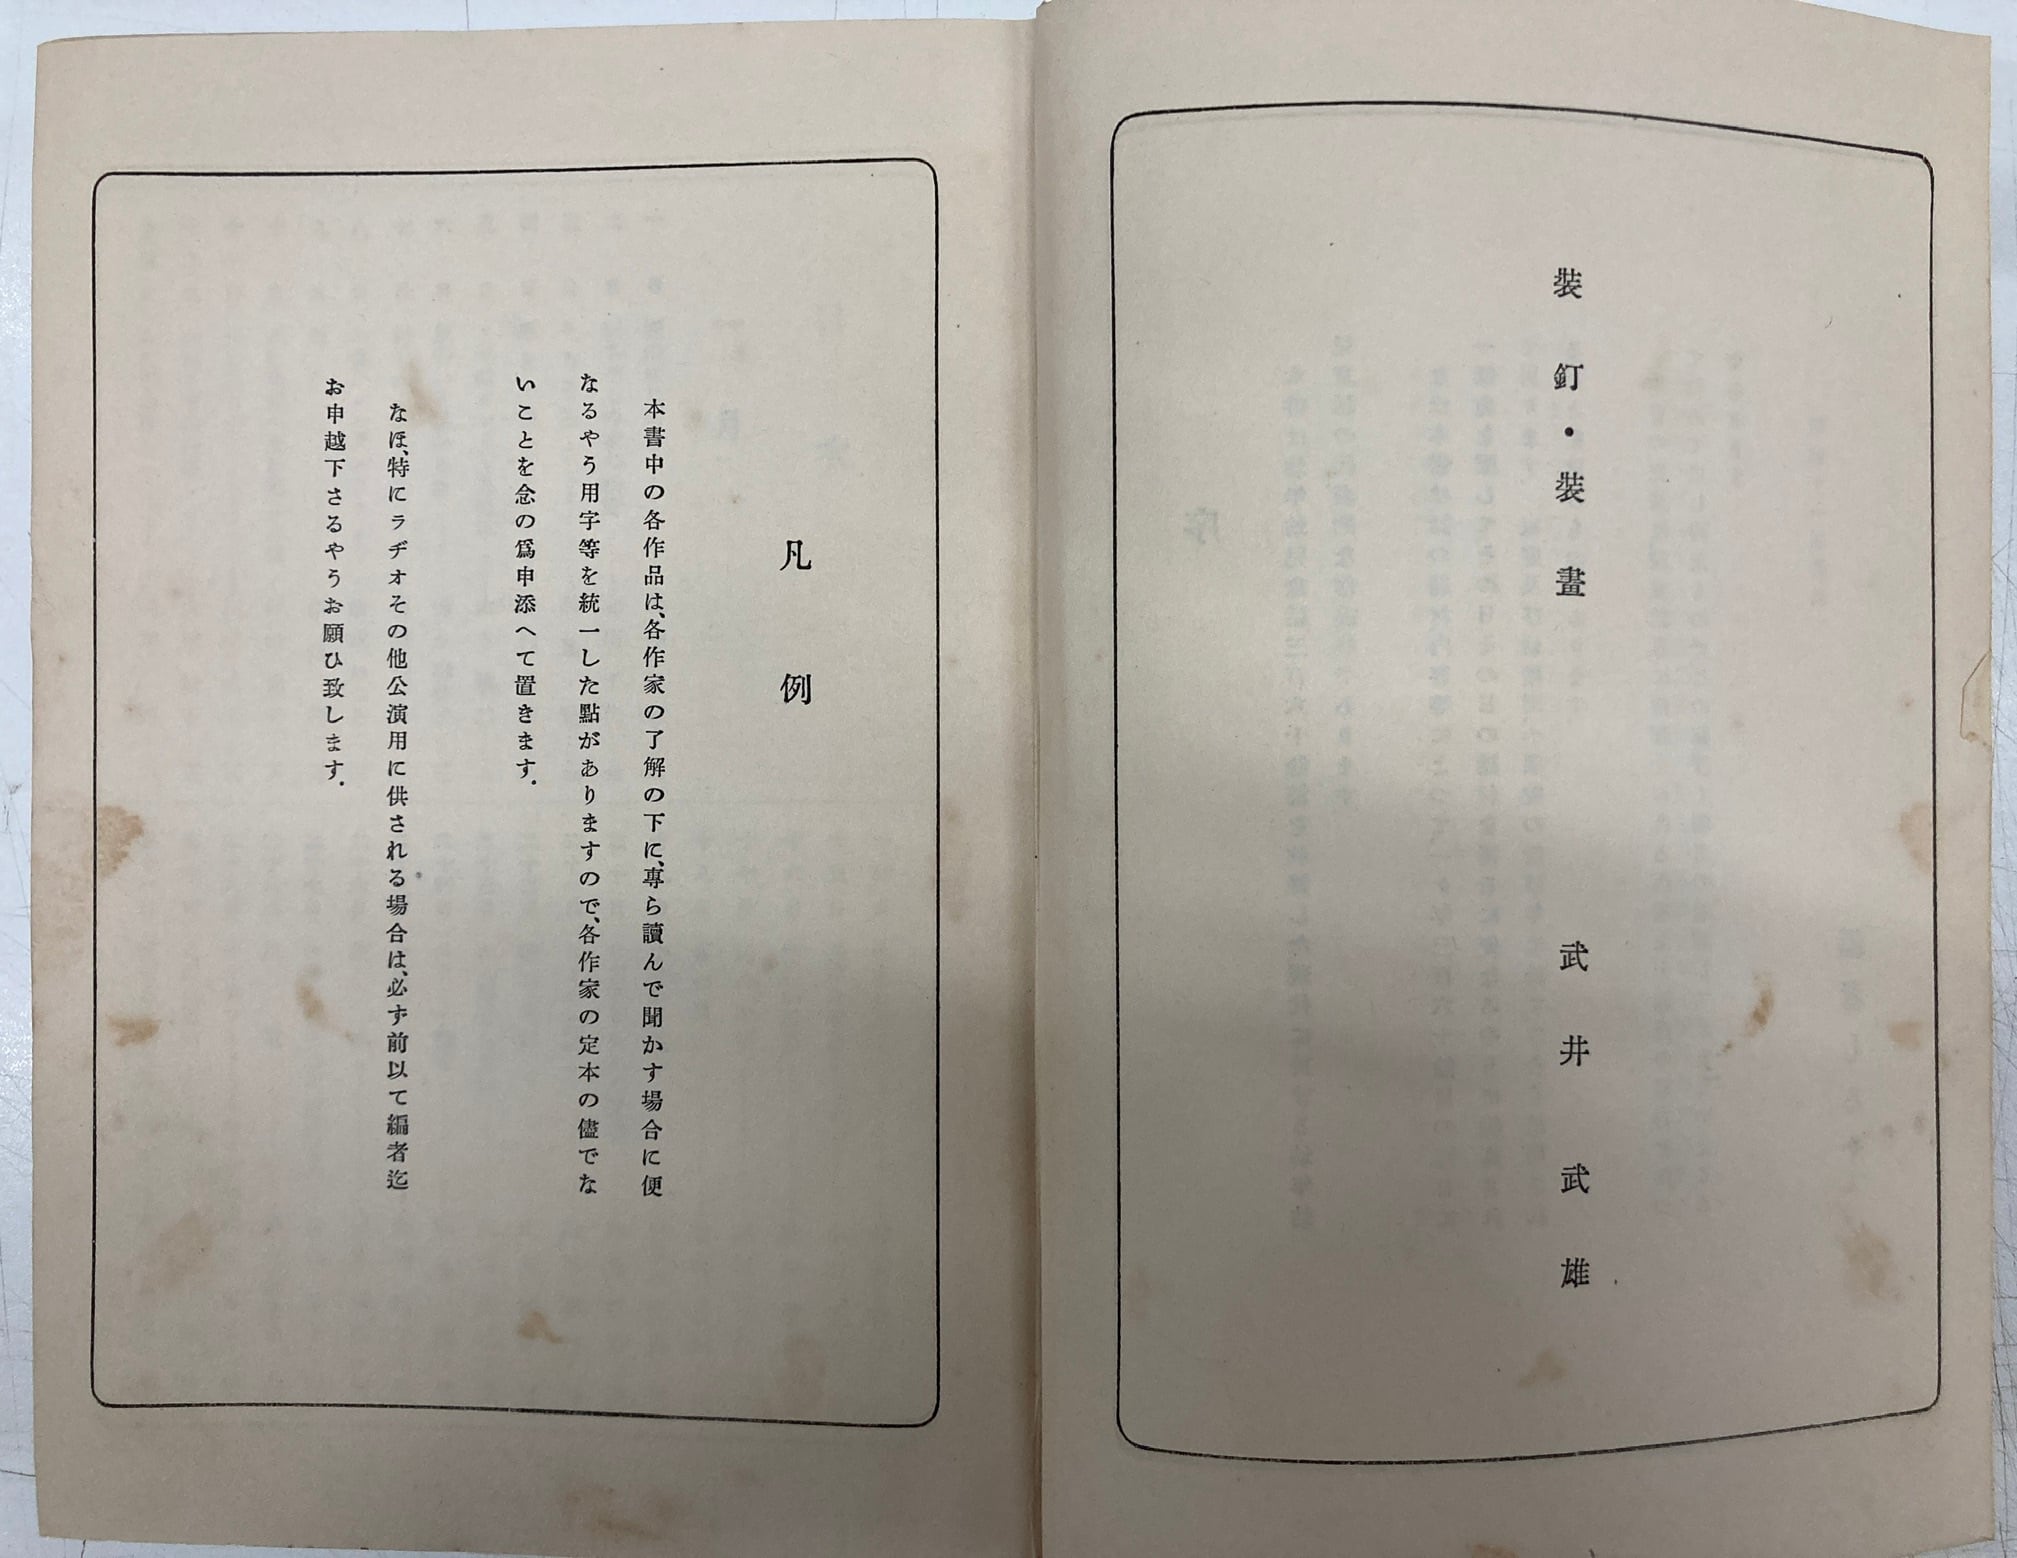 裝釘・裝畫　武井武雄
凡例
本書中の各作品は、各作家の了解の下に、專ら讀んで聞かす場合に便
なるやう用字等を統一した點がありますので、各作家の定本の儘でな
いことを念の爲申添へて置きます.
なほ、特にラヂオその他公演用に供される場合は、必ず前以て編者迄
お申越下さるやうお願ひ致します.